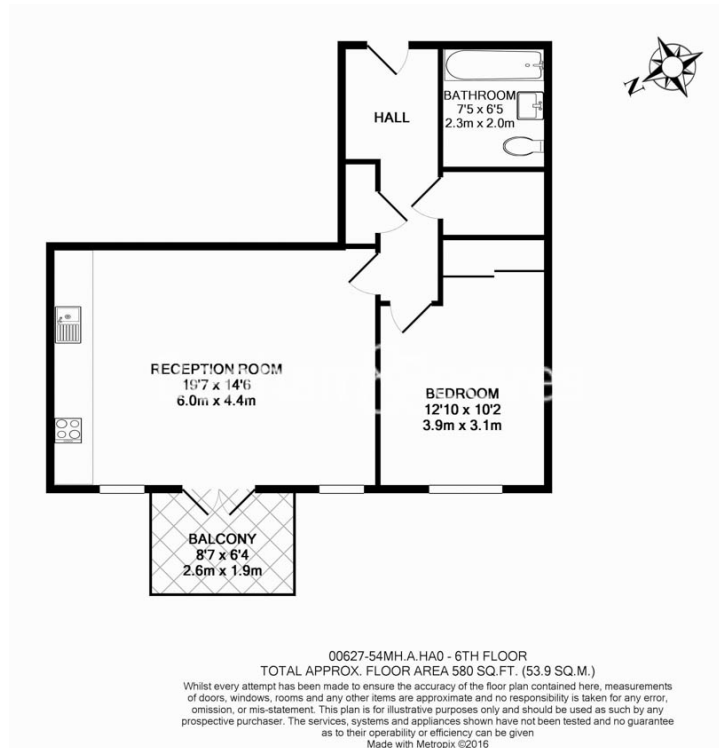 N
HALL
BATHROOM
7'5 x 6'5
2.3m x 2.0m
RECEPTION ROOM
19'7 x 14'6
6.0m x 4.4m
BEDROOM
12'10 x 10'2
3.9m x 3.1m
BALCONY
8'7 x 6'4
2.6m x 1.9m
00627-54MH.A.HA0 - 6TH FLOOR
TOTAL APPROX. FLOOR AREA 580 SQ.FT. (53.9 SQ.M.)
Whilst every attempt has been made to ensure the accuracy of the floor plan contained here, measurements
of doors, windows, rooms and any other items are approximate and no responsibility is taken for any error,
omission, or mis-statement. This plan is for illustrative purposes only and should be used as such by any
prospective purchaser. The services, systems and appliances shown have not been tested and no guarantee
as to their operability or efficiency can be given
Made with Metropix ©2016